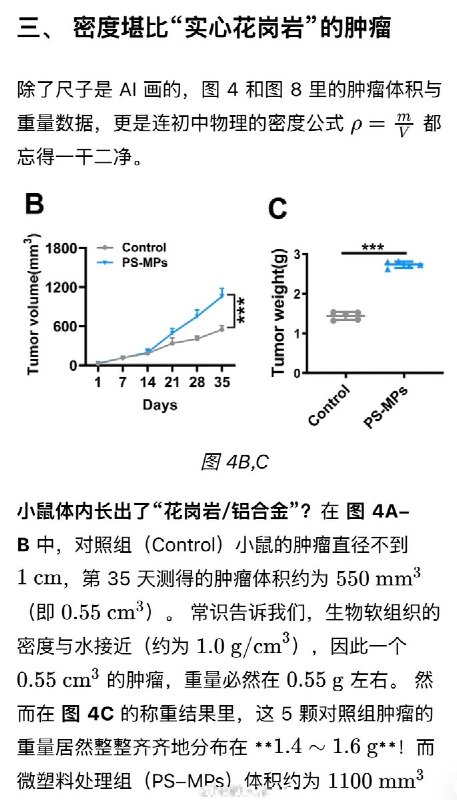 三、 密度堪比“实心花岗岩”的肿瘤
除了尺子是 AI 画的，图 4 和图 8 里的肿瘤体积与
重量数据，更是连初中物理的密度公式 ρ = m/V 都
忘得一干二净。
B
Tumor volume(mm³)
1800
1200
600
0
Control
PS-MPs
***
1 7 14 21 28 35
Days
C
Tumor weight(g)
3
2
1
0
***
Control
PS-MPs
图 4B,C
小鼠体内长出了“花岗岩/铝合金”？在 图 4A–
B 中，对照组（Control）小鼠的肿瘤直径不到
1 cm，第 35 天测得的肿瘤体积约为 550 mm³
（即 0.55 cm³）。 常识告诉我们，生物软组织的
密度与水接近（约为 1.0 g/cm³），因此一个
0.55 cm³ 的肿瘤，重量必然在 0.55 g 左右。 然
而在 图 4C 的称重结果里，这 5 颗对照组肿瘤的
重量居然整整齐齐地分布在 **1.4 ∼ 1.6 g**！而
微塑料处理组（PS–MPs）体积约为 1100 mm³